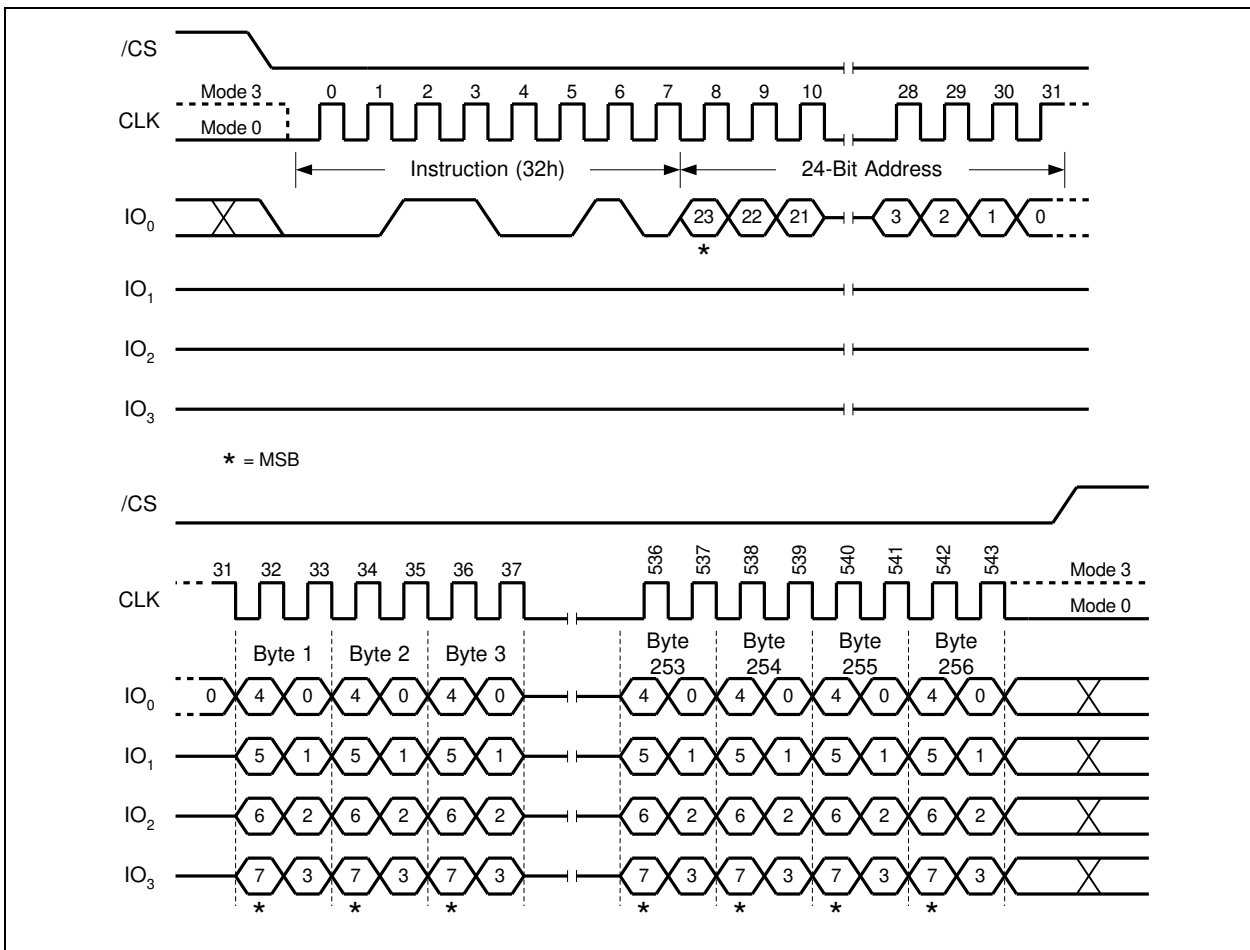 /CS
Mode 3 0 1 2 3 4 5 6 7 8 9 10 28 29 30 31
CLK
Mode 0
Instruction (32h) 24-Bit Address
IO0 23 22 21 3 2 1 0
*
IO1
IO2
IO3
* = MSB
/CS
31 32 33 34 35 36 37 536 537 538 539 540 541 542 543 Mode 3
CLK
Mode 0
Byte 1 Byte 2 Byte 3 Byte 253 Byte 254 Byte 255 Byte 256
IO0 0 4 0 4 0 4 0 4 0 4 0 4 0 4 0
IO1 5 1 5 1 5 1 5 1 5 1 5 1 5 1
IO2 6 2 6 2 6 2 6 2 6 2 6 2 6 2
IO3 7 3 7 3 7 3 7 3 7 3 7 3 7 3
* * * * * * *